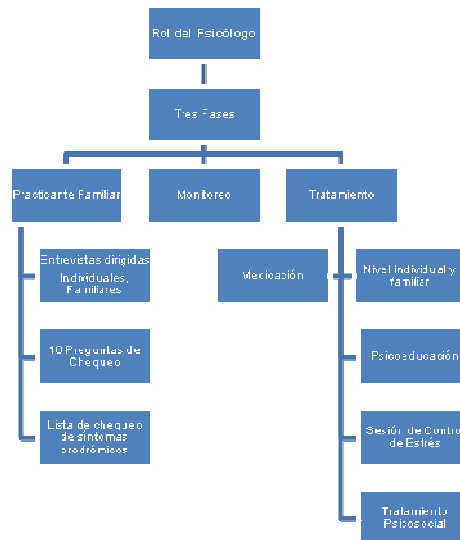 Rol del Psicólogo
Tres Fases
Practicante Familiar
Monitoreo
Tratamiento
Entrevistas dirigidas
Individuales,
Familiares
10 Preguntas de
Chequeo
Lista de chequeo
de síntomas
prodrómicos
Medicación
Nivel individual y
familiar
Psicoeducación
Sesión de Control
de Estrés
Tratamiento
Psicosocial